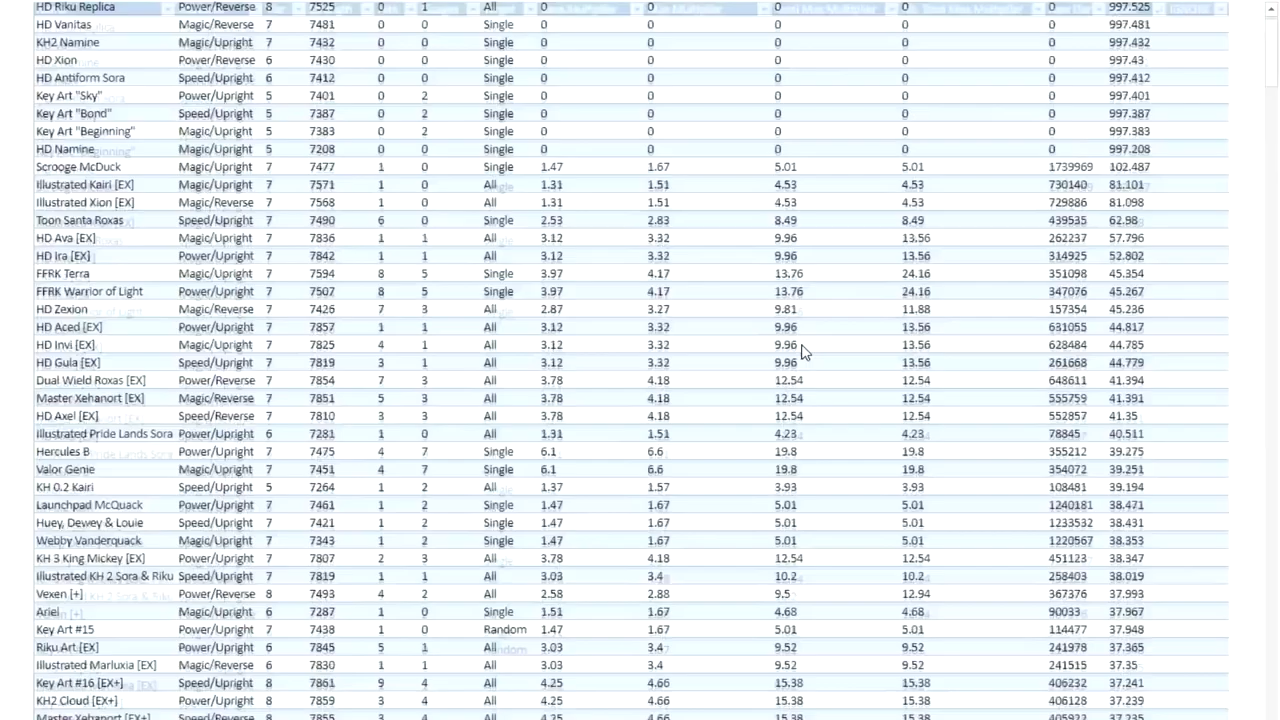 HD Riku Replica Power/Reverse 8 7525 0 1 All 0 0 0 0 0 997.525
HD Vanitas Magic/Upright 7 7481 0 0 Single 0 0 0 0 0 997.481
KH2 Namine Magic/Upright 7 7432 0 0 Single 0 0 0 0 0 997.432
HD Xion Power/Reverse 6 7430 0 0 Single 0 0 0 0 0 997.43
HD Antiform Sora Speed/Upright 6 7412 0 0 Single 0 0 0 0 0 997.412
Key Art "Sky" Power/Upright 5 7401 0 2 Single 0 0 0 0 0 997.401
Key Art "Bond" Speed/Upright 5 7387 0 2 Single 0 0 0 0 0 997.387
Key Art "Beginning" Magic/Upright 5 7383 0 2 Single 0 0 0 0 0 997.383
HD Namine Magic/Upright 5 7208 0 0 Single 0 0 0 0 0 997.208
Scrooge McDuck Magic/Upright 7 7477 1 0 Single 1.47 1.67 5.01 5.01 1739969 102.487
Illustrated Kairi [EX] Magic/Upright 7 7571 1 0 All 1.31 1.51 4.53 4.53 730140 81.101
Illustrated Xion [EX] Magic/Upright 7 7568 1 0 All 1.31 1.51 4.53 4.53 729886 81.098
Toon Santa Roxas Speed/Upright 7 7490 6 0 Single 2.53 2.83 8.49 8.49 439535 62.98
HD Ava [EX] Magic/Upright 7 7836 1 1 All 3.12 3.32 9.96 13.56 262237 57.796
HD Ira [EX] Power/Upright 7 7842 1 1 All 3.12 3.32 9.96 13.56 314925 52.802
FFRK Terra Magic/Upright 7 7594 8 5 Single 3.97 4.17 13.76 24.16 351098 45.354
FFRK Warrior of Light Power/Upright 7 7507 8 5 Single 3.97 4.17 13.76 24.16 347076 45.267
HD Zexion Magic/Reverse 7 7426 7 3 All 2.87 3.27 9.81 11.88 157354 45.236
HD Aced [EX] Power/Upright 7 7857 1 1 All 3.12 3.32 9.96 13.56 631055 44.817
HD Invi [EX] Magic/Upright 7 7825 4 1 All 3.12 3.32 9.96 13.56 628484 44.785
HD Gula [EX] Speed/Upright 7 7819 3 1 All 3.12 3.32 9.96 13.56 261668 44.779
Dual Wield Roxas [EX] Power/Reverse 7 7854 7 3 All 3.78 4.18 12.54 12.54 648611 41.394
Master Xehanort [EX] Magic/Reverse 7 7851 5 3 All 3.78 4.18 12.54 12.54 555759 41.391
HD Axel [EX] Speed/Reverse 7 7810 3 3 All 3.78 4.18 12.54 12.54 552857 41.35
Illustrated Pride Lands Sora Power/Upright 6 7281 1 0 All 1.31 1.51 4.23 4.23 78845 40.511
Hercules B Power/Upright 7 7475 4 7 Single 6.1 6.6 19.8 19.8 355212 39.275
Valor Genie Magic/Upright 7 7451 4 7 Single 6.1 6.6 19.8 19.8 354072 39.251
KH 0.2 Kairi Speed/Upright 5 7264 1 2 All 1.37 1.57 3.93 3.93 108481 39.194
Launchpad McQuack Power/Upright 7 7461 1 2 Single 1.47 1.67 5.01 5.01 1240181 38.471
Huey, Dewey & Louie Speed/Upright 7 7421 1 2 Single 1.47 1.67 5.01 5.01 1233532 38.431
Webby Vanderquack Magic/Upright 7 7343 1 2 Single 1.47 1.67 5.01 5.01 1220567 38.353
KH 3 King Mickey [EX] Magic/Upright 7 7807 2 3 All 3.78 4.18 12.54 12.54 451123 38.347
Illustrated KH 2 Sora & Riku Speed/Upright 7 7819 1 1 All 3.03 3.4 10.2 10.2 258403 38.019
Vexen [+] Power/Reverse 8 7493 4 2 All 2.58 2.88 9.5 12.94 367376 37.993
Ariel Magic/Upright 6 7287 1 0 Single 1.51 1.67 4.68 4.68 90033 37.967
Key Art #15 Power/Upright 7 7438 1 0 Random 1.47 1.67 5.01 5.01 114477 37.948
Riku Art [EX] Power/Upright 6 7845 5 1 All 3.03 3.4 9.52 9.52 241978 37.365
Illustrated Marluxia [EX] Magic/Reverse 6 7830 1 1 All 3.03 3.4 9.52 9.52 241515 37.35
Key Art #16 [EX+] Speed/Upright 8 7861 9 4 All 4.25 4.66 15.38 15.38 406232 37.241
KH2 Cloud [EX+] Power/Upright 8 7859 3 4 All 4.25 4.66 15.38 15.38 406128 37.239
Master Xehanort [EX+] Speed/Reverse 8 7855 3 4 All 4.25 4.66 15.38 15.38 405922 37.235